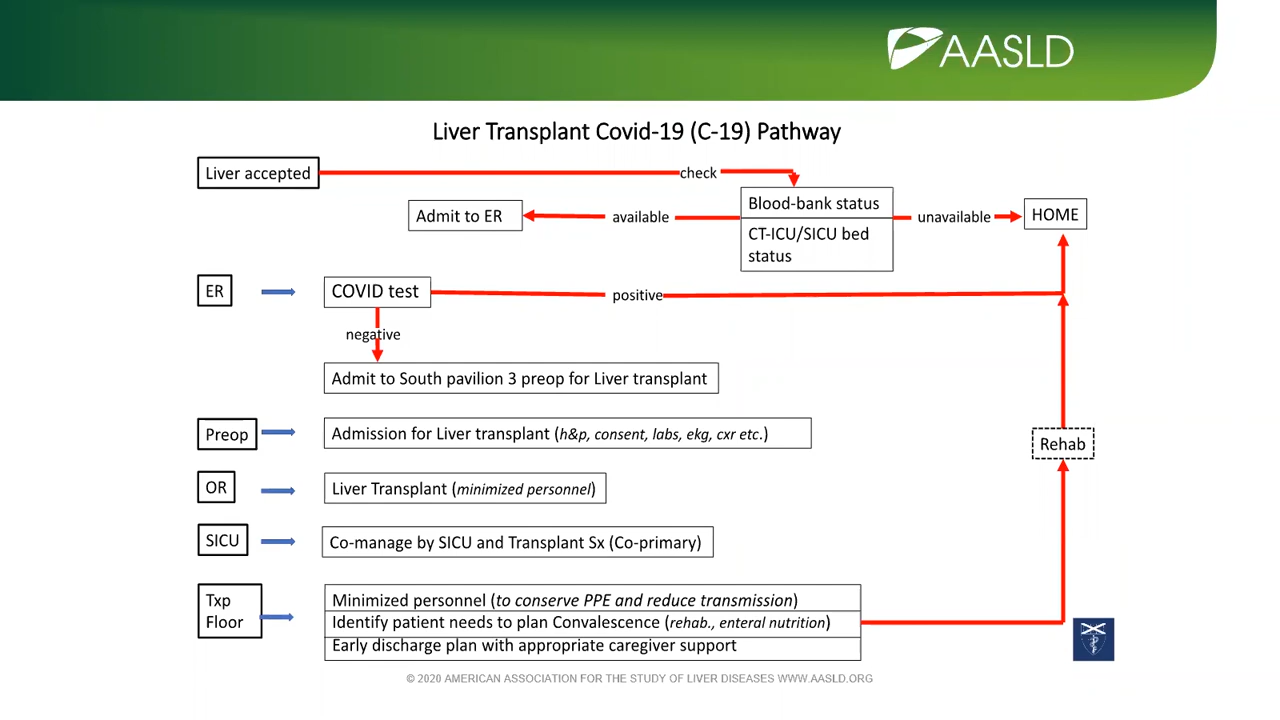 AASLD
Liver Transplant Covid-19 (C-19) Pathway
Liver accepted
check
Blood-bank status
CT-ICU/SICU bed
status
available
Admit to ER
unavailable
HOME
ER
COVID test
positive
negative
Admit to South pavilion 3 preop for Liver transplant
Preop
Admission for Liver transplant (h&p, consent, labs, ekg, cxr etc.)
Rehab
OR
Liver Transplant (minimized personnel)
SICU
Co-manage by SICU and Transplant Sx (Co-primary)
Txp
Floor
Minimized personnel (to conserve PPE and reduce transmission)
Identify patient needs to plan Convalescence (rehab., enteral nutrition)
Early discharge plan with appropriate caregiver support
© 2020 AMERICAN ASSOCIATION FOR THE STUDY OF LIVER DISEASES WWW.AASLD.ORG